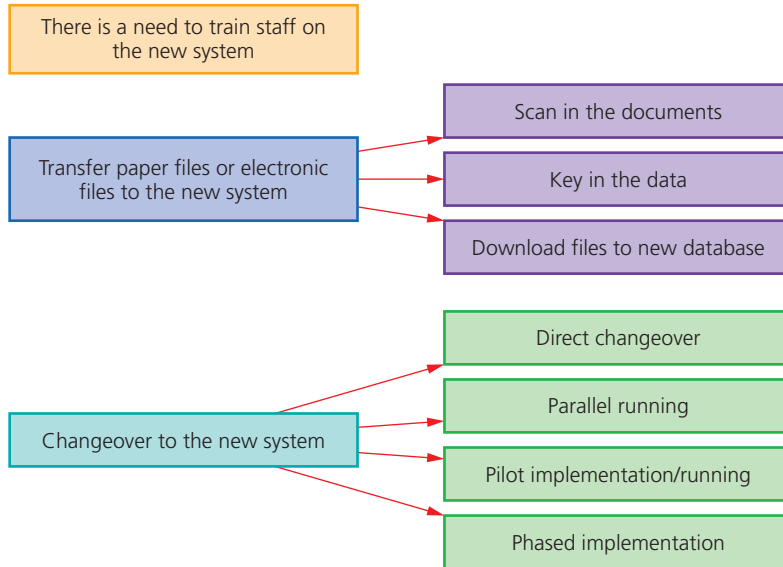 There is a need to train staff on
the new system
Transfer paper files or electronic
files to the new system
Scan in the documents
Key in the data
Download files to new database
Changeover to the new system
Direct changeover
Parallel running
Pilot implementation/running
Phased implementation